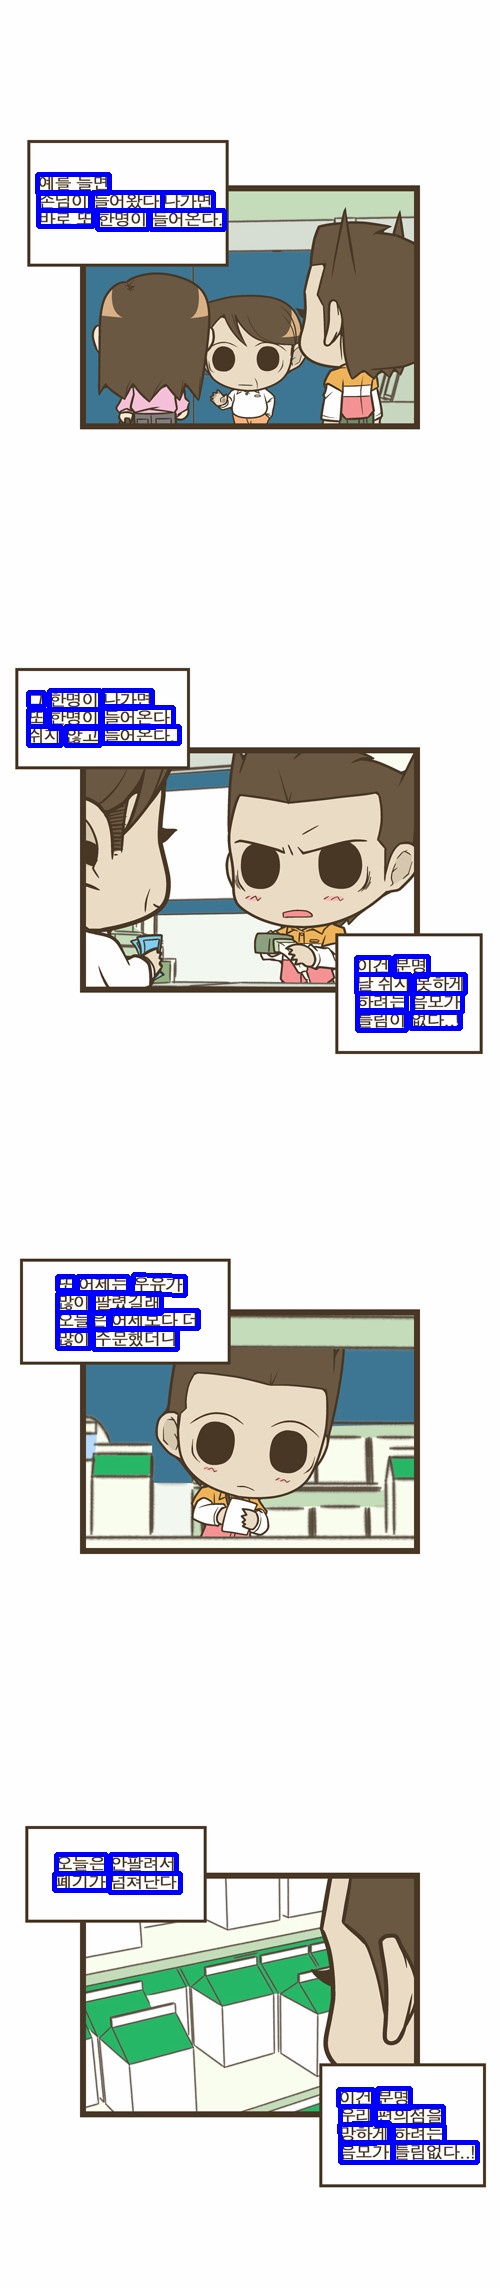 예를 들면
손님이 들어왔다 나가면
바로 또 한명이 들어온다.
그 한명이 나가면
또 한명이 들어온다
쉬지 않고 들어온다.
이건 분명
날 쉬지 못하게
하려는 음모가
틀림이 없다..!
또 어제는 우유가
많이 팔렸길래
오늘은 어제보다 더
많이 주문했더니
오늘은 안팔려서
폐기가 넘쳐난다
이건 분명
우리 편의점을
망하게 하려는
음모가 틀림없다..!